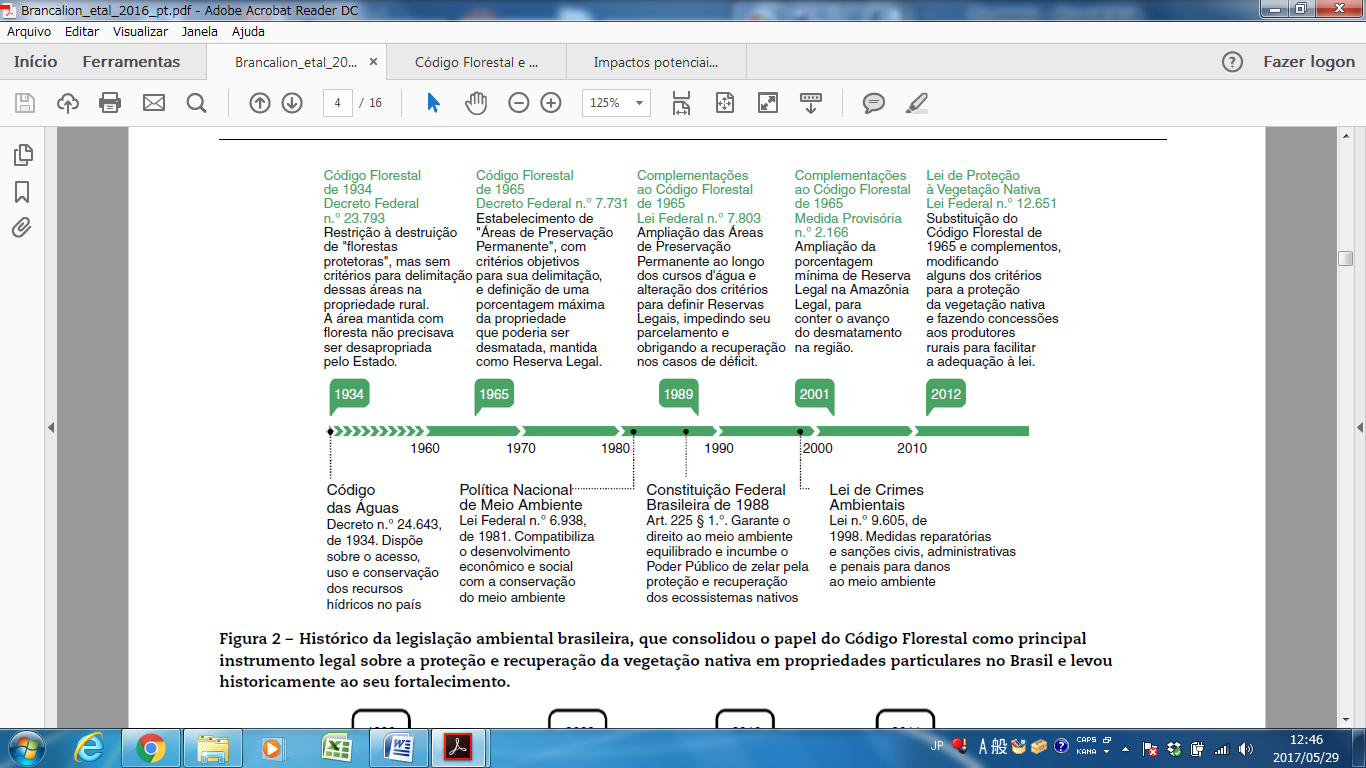 Brancalion_etal_2016_pt.pdf - Adobe Acrobat Reader DC
Arquivo Editar Visualizar Janela Ajuda
Início Ferramentas Brancalion_etal_20... × Código Florestal e ... Impactos potenciai... Fazer logon
4 / 16 125%
Código Florestal
de 1934
Decreto Federal
n.º 23.793
Restrição à destruição
de "florestas
protetoras", mas sem
critérios para delimitação
dessas áreas na
propriedade rural.
A área mantida com
floresta não precisava
ser desapropriada
pelo Estado.
Código Florestal
de 1965
Decreto Federal n.º 7.731
Estabelecimento de
"Áreas de Preservação
Permanente", com
critérios objetivos
para sua delimitação,
e definição de uma
porcentagem máxima
da propriedade
que poderia ser
desmatada, mantida
como Reserva Legal.
Complementações
ao Código Florestal
de 1965
Lei Federal n.º 7.803
Ampliação das Áreas
de Preservação
Permanente ao longo
dos cursos d'água e
alteração dos critérios
para definir Reservas
Legais, impedindo seu
parcelamento e
obrigando a recuperação
nos casos de déficit.
Complementações
ao Código Florestal
de 1965
Medida Provisória
n.º 2.166
Ampliação da
porcentagem
mínima de Reserva
Legal na Amazônia
Legal, para
conter o avanço
do desmatamento
na região.
Lei de Proteção
à Vegetação Nativa
Lei Federal n.º 12.651
Substituição do
Código Florestal de
1965 e complementos,
modificando
alguns dos critérios
para a proteção
da vegetação nativa
e fazendo concessões
aos produtores
rurais para facilitar
a adequação à lei.
1934 1965 1989 2001 2012
1960 1970 1980 1990 2000 2010
Código
das Águas
Decreto n.º 24.643,
de 1934. Dispõe
sobre o acesso,
uso e conservação
dos recursos
hídricos no país
Política Nacional
de Meio Ambiente
Lei Federal n.º 6.938,
de 1981. Compatibiliza
o desenvolvimento
econômico e social
com a conservação
do meio ambiente
Constituição Federal
Brasileira de 1988
Art. 225 § 1.º. Garante o
direito ao meio ambiente
equilibrado e incumbe o
Poder Público de zelar pela
proteção e recuperação
dos ecossistemas nativos
Lei de Crimes
Ambientais
Lei n.º 9.605, de
1998. Medidas reparatórias
e sanções civis, administrativas
e penais para danos
ao meio ambiente
Figura 2 – Histórico da legislação ambiental brasileira, que consolidou o papel do Código Florestal como principal
instrumento legal sobre a proteção e recuperação da vegetação nativa em propriedades particulares no Brasil e levou
historicamente ao seu fortalecimento.
JP A 般 CAPS KANA 12:46
2017/05/29